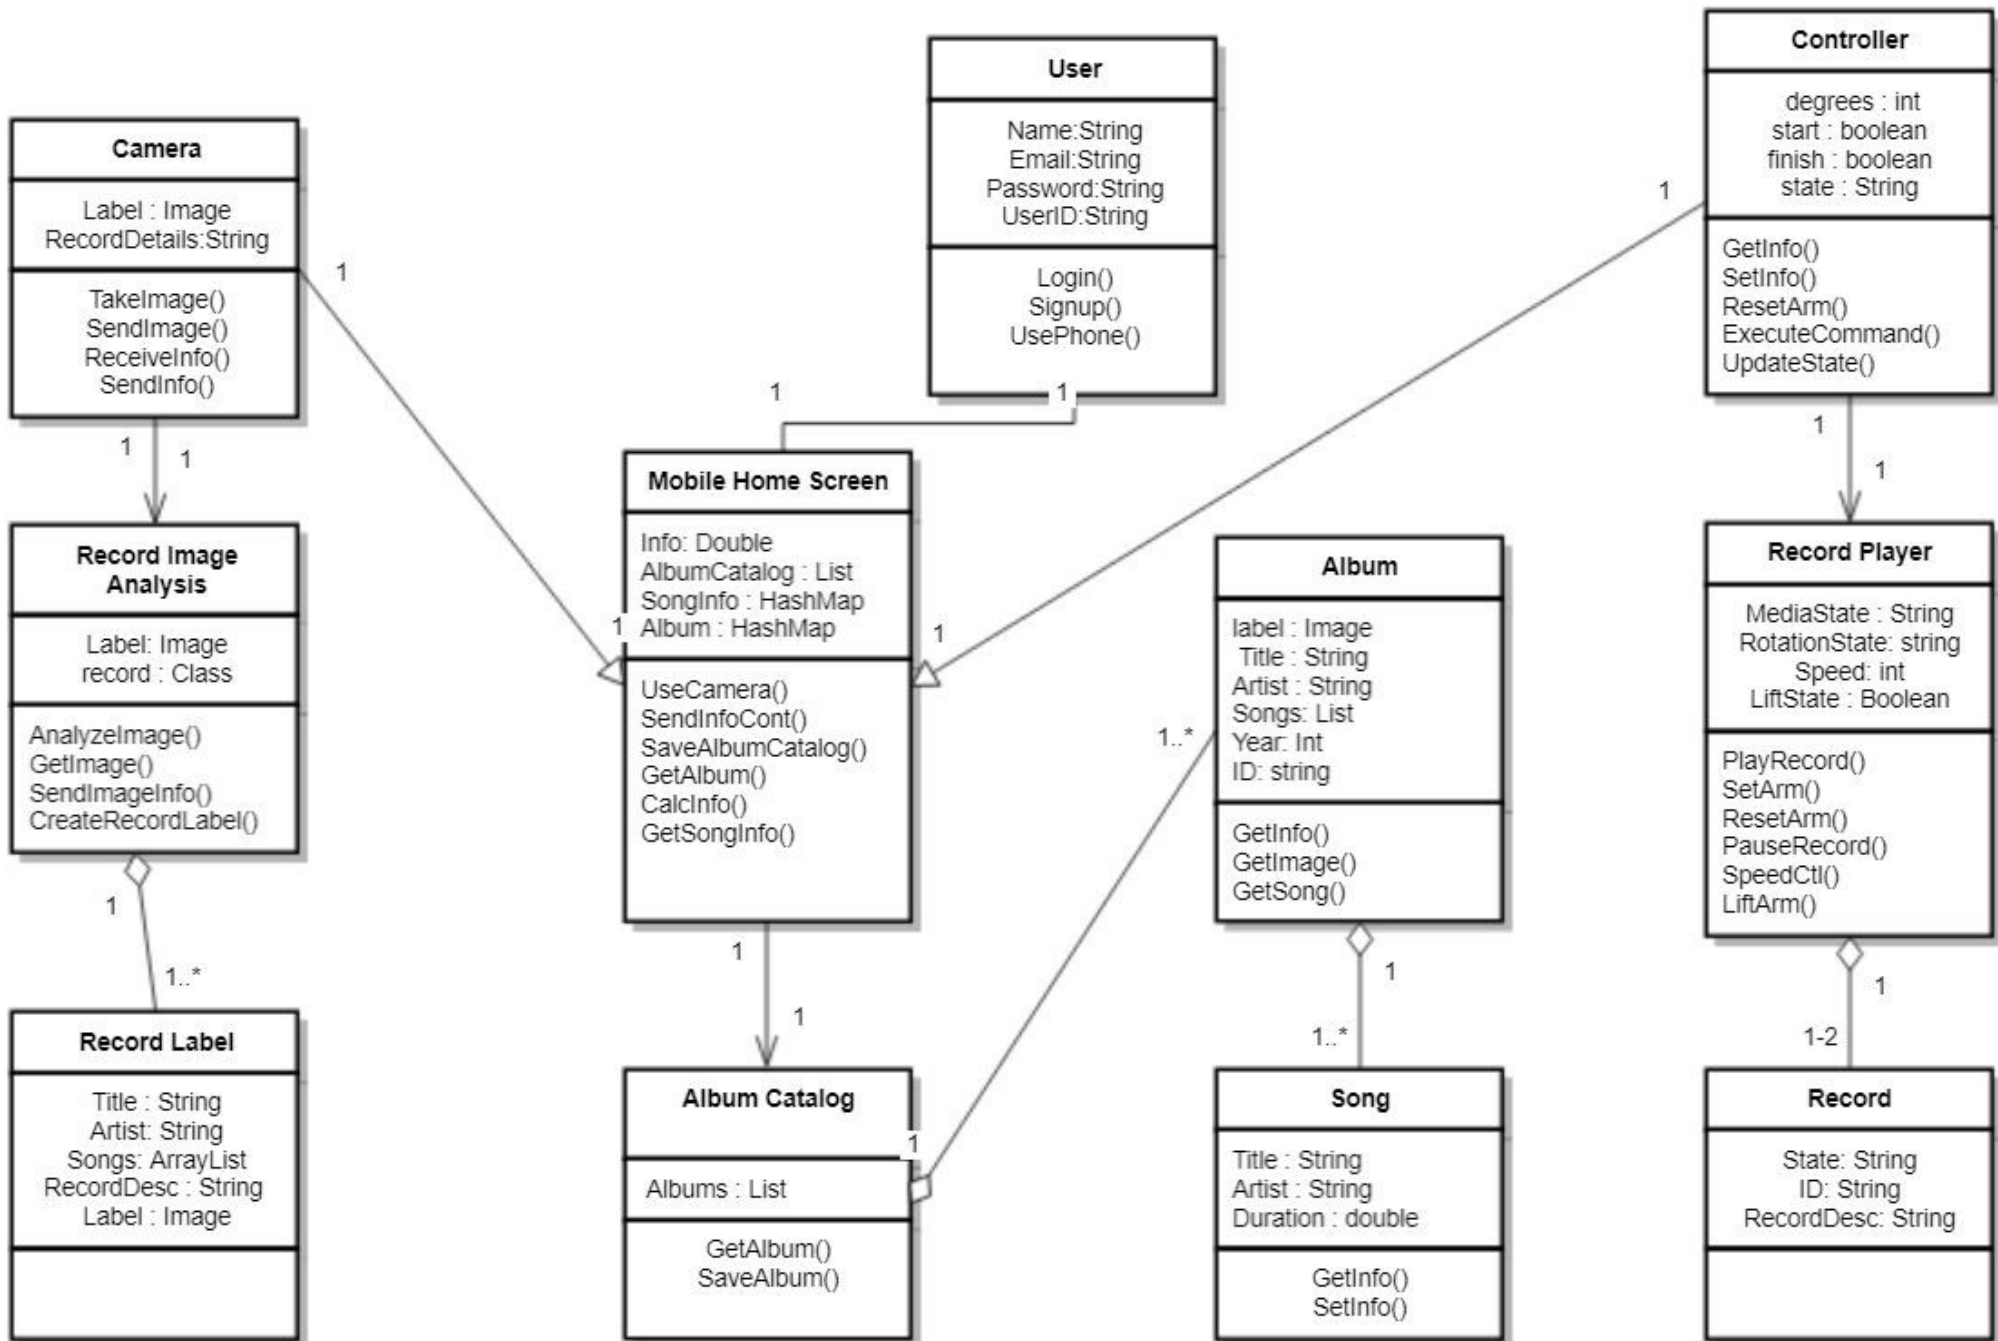 Camera
Label : Image
RecordDetails:String
TakeImage()
SendImage()
ReceiveInfo()
SendInfo()
1
1
1
Record Image
Analysis
Label: Image
record : Class
AnalyzeImage()
GetImage()
SendImageInfo()
CreateRecordLabel()
1
1..*
Record Label
Title : String
Artist: String
Songs: ArrayList
RecordDesc : String
Label : Image
User
Name:String
Email:String
Password:String
UserID:String
Login()
Signup()
UsePhone()
1
1
Mobile Home Screen
Info: Double
AlbumCatalog : List
SongInfo : HashMap
Album : HashMap
1
1
UseCamera()
SendInfoCont()
SaveAlbumCatalog()
GetAlbum()
CalcInfo()
GetSongInfo()
1
1
Album Catalog
1
Albums : List
GetAlbum()
SaveAlbum()
Album
label : Image
Title : String
Artist : String
Songs: List
Year: Int
ID: string
1..*
GetInfo()
GetImage()
GetSong()
1
1..*
Song
Title : String
Artist : String
Duration : double
GetInfo()
SetInfo()
Controller
degrees : int
start : boolean
finish : boolean
state : String
1
GetInfo()
SetInfo()
ResetArm()
ExecuteCommand()
UpdateState()
1
1
Record Player
MediaState : String
RotationState: string
Speed: int
LiftState : Boolean
PlayRecord()
SetArm()
ResetArm()
PauseRecord()
SpeedCtl()
LiftArm()
1
1-2
Record
State: String
ID: String
RecordDesc: String